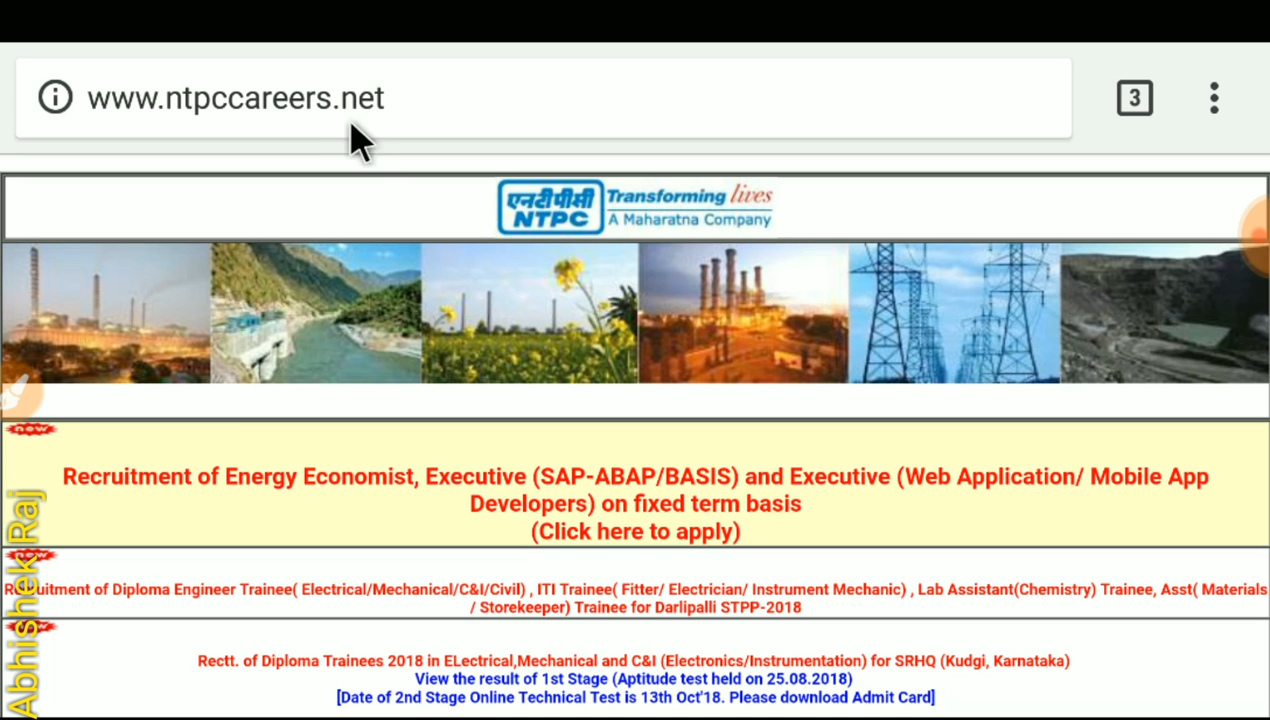 www.ntpccareers.net
3
एनटीपीसी Transforming lives
NTPC A Maharatna Company
new
Recruitment of Energy Economist, Executive (SAP-ABAP/BASIS) and Executive (Web Application/ Mobile App
Developers) on fixed term basis
(Click here to apply)
new
Recruitment of Diploma Engineer Trainee( Electrical/Mechanical/C&I/Civil) , ITI Trainee( Fitter/ Electrician/ Instrument Mechanic) , Lab Assistant(Chemistry) Trainee, Asst( Materials
/ Storekeeper) Trainee for Darlipalli STPP-2018
new
Rectt. of Diploma Trainees 2018 in ELectrical,Mechanical and C&I (Electronics/Instrumentation) for SRHQ (Kudgi, Karnataka)
View the result of 1st Stage (Aptitude test held on 25.08.2018)
[Date of 2nd Stage Online Technical Test is 13th Oct'18. Please download Admit Card]
Abhishek Raj